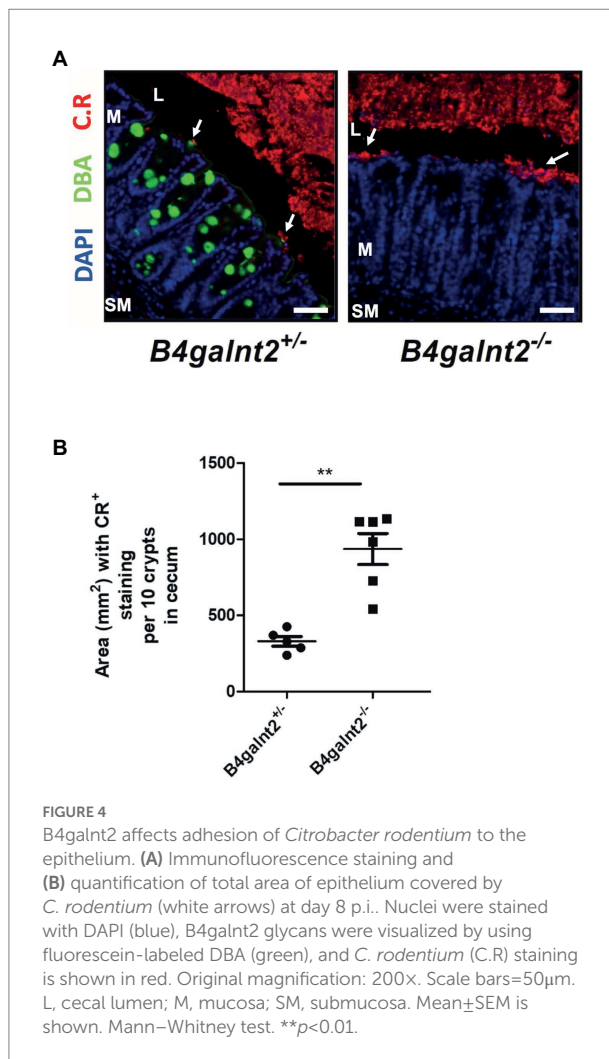 A
DAPI DBA C.R
L
M
SM
L
M
SM
B4galnt2+/-
B4galnt2-/-
B
Area (mm2) with CR+
staining
per 10 crypts
in cecum
1500
1000
500
0
**
B4galnt2+/-
B4galnt2-/-
FIGURE 4
B4galnt2 affects adhesion of Citrobacter rodentium to the
epithelium. (A) Immunofluorescence staining and
(B) quantification of total area of epithelium covered by
C. rodentium (white arrows) at day 8 p.i.. Nuclei were stained
with DAPI (blue), B4galnt2 glycans were visualized by using
fluorescein-labeled DBA (green), and C. rodentium (C.R) staining
is shown in red. Original magnification: 200×. Scale bars=50μm.
L, cecal lumen; M, mucosa; SM, submucosa. Mean±SEM is
shown. Mann–Whitney test. **p<0.01.